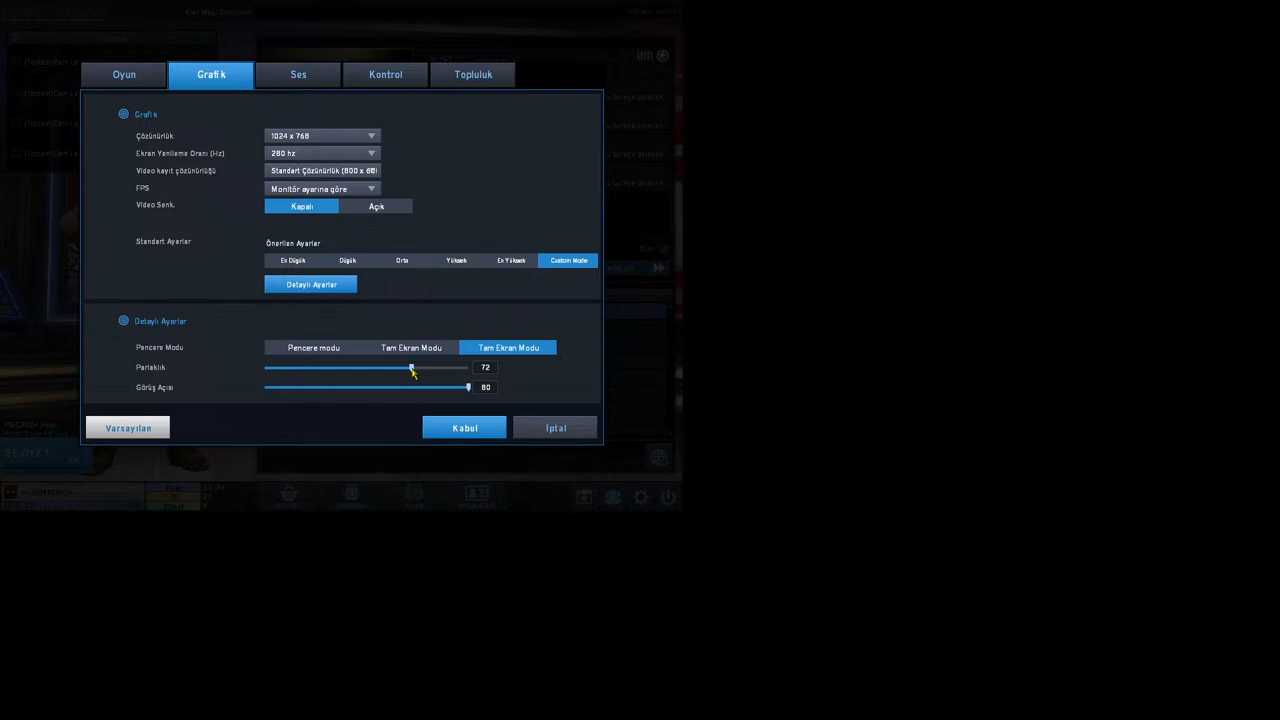 Oyun Grafik Ses Kontrol Topluluk
Grafik
Çözünürlük 1024 x 768
Ekran Yenileme Oranı (Hz) 280 hz
Video kayıt çözünürlüğü Standart Çözünürlük (800 x 60
FPS Monitör ayarına göre
Video Senk. Kapalı Açık
Standart Ayarlar Önerilen Ayarlar
En Düşük Düşük Orta Yüksek En Yüksek Custom Mode
Detaylı Ayarlar
Detaylı Ayarlar
Pencere Modu Pencere modu Tam Ekran Modu Tam Ekran Modu
Parlaklık 72
Görüş Açısı 80
Varsayılan Kabul İptal
SEVİYE 1